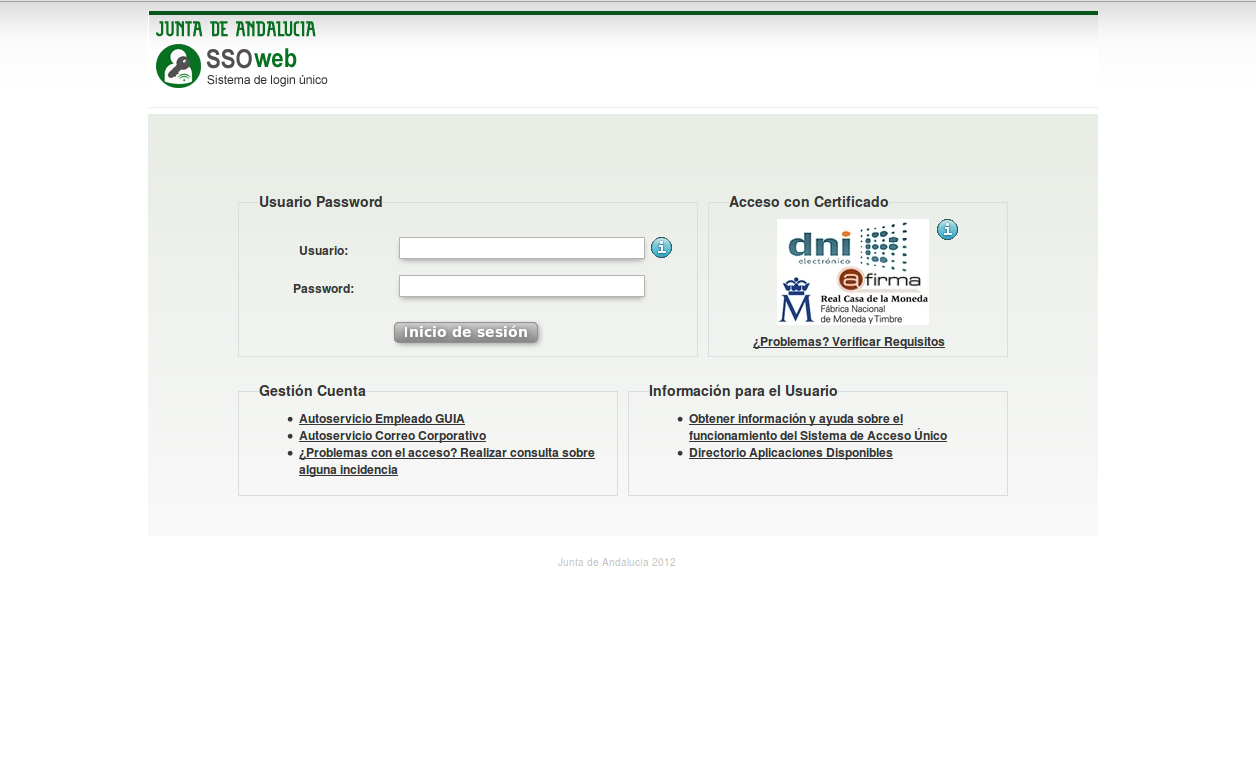 JUNTA DE ANDALUCIA
SSOweb
Sistema de login único
Usuario Password
Usuario:
Password:
Inicio de sesión
Acceso con Certificado
dni
electrónico
@firma
Real Casa de la Moneda
Fábrica Nacional
de Moneda y Timbre
¿Problemas? Verificar Requisitos
Gestión Cuenta
Autoservicio Empleado GUIA
Autoservicio Correo Corporativo
¿Problemas con el acceso? Realizar consulta sobre
alguna incidencia
Información para el Usuario
Obtener información y ayuda sobre el
funcionamiento del Sistema de Acceso Único
Directorio Aplicaciones Disponibles
Junta de Andalucía 2012